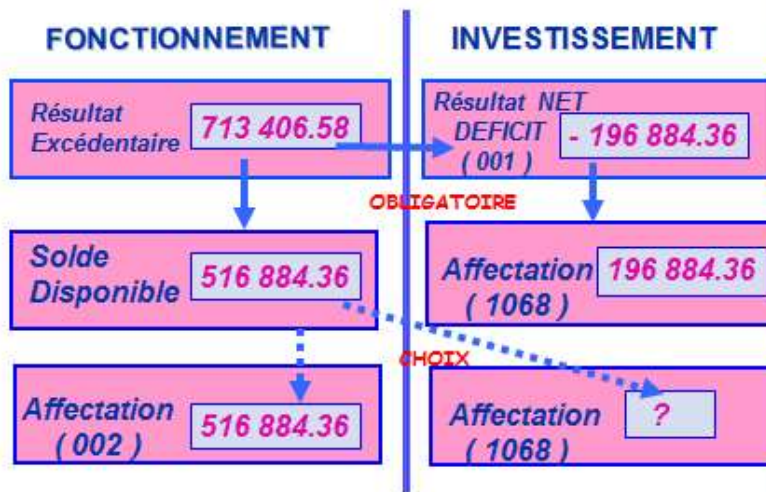 FONCTIONNEMENT
INVESTISSEMENT
Résultat
Excédentaire
713 406.58
Résultat NET
DEFICIT
( 001 )
- 196 884.36
OBLIGATOIRE
Solde
Disponible
516 884.36
Affectation
( 1068 )
196 884.36
CHOIX
Affectation
( 002 )
516 884.36
Affectation
( 1068 )
?